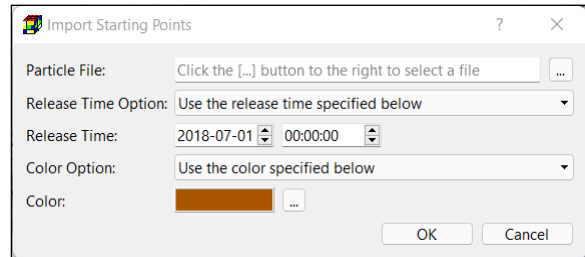 Import Starting Points ?
Particle File: Click the [...] button to the right to select a file ...
Release Time Option: Use the release time specified below
Release Time: 2018-07-01 00:00:00
Color Option: Use the color specified below
Color: ...
OK Cancel